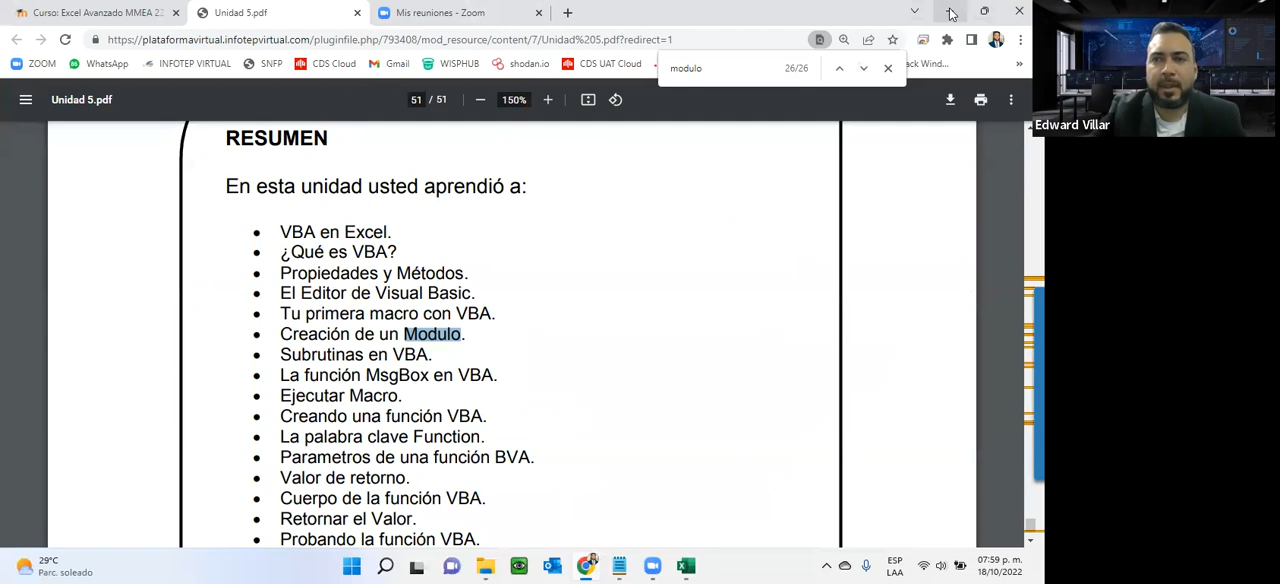 Curso: Excel Avanzado MMEA 22
Unidad 5.pdf
Mis reuniones - Zoom
https://plataformavirtual.infotepvirtual.com/pluginfile.php/793408/mod_resource/content/7/Unidad%205.pdf?redirect=1
ZOOM
WhatsApp
INFOTEP VIRTUAL
SNFP
CDS Cloud
Gmail
WISPHUB
shodan.io
CDS UAT Cloud
ack Wind...
modulo
26/26
Unidad 5.pdf
51 / 51
150%
Edward Villar
RESUMEN
En esta unidad usted aprendió a:
• VBA en Excel.
• ¿Qué es VBA?
• Propiedades y Métodos.
• El Editor de Visual Basic.
• Tu primera macro con VBA.
• Creación de un Modulo.
• Subrutinas en VBA.
• La función MsgBox en VBA.
• Ejecutar Macro.
• Creando una función VBA.
• La palabra clave Function.
• Parametros de una función BVA.
• Valor de retorno.
• Cuerpo de la función VBA.
• Retornar el Valor.
• Probando la función VBA.
29°C
Parc. soleado
ESP
LAA
07:59 p. m.
18/10/2022